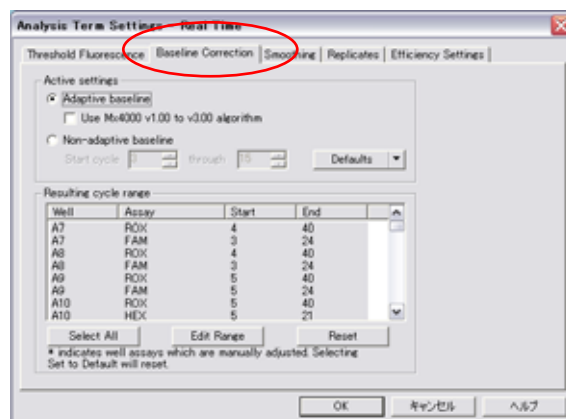 Analysis Term Settings - Real Time
Threshold Fluorescence Baseline Correction Smoothing Replicates Efficiency Settings
Active settings
Adaptive baseline
Use Mx4000 v1.00 to v3.00 algorithm
Non-adaptive baseline
Start cycle through 15 Defaults
Resulting cycle range
Well Assay Start End
A7 ROX 4 40
A7 FAM 3 24
A8 ROX 4 40
A8 FAM 3 24
A9 ROX 5 40
A9 FAM 5 24
A10 ROX 5 40
A10 HEX 5 21
Select All Edit Range Reset
* indicates well assays which are manually adjusted. Selecting
Set to Default will reset.
OK キャンセル ヘルプ